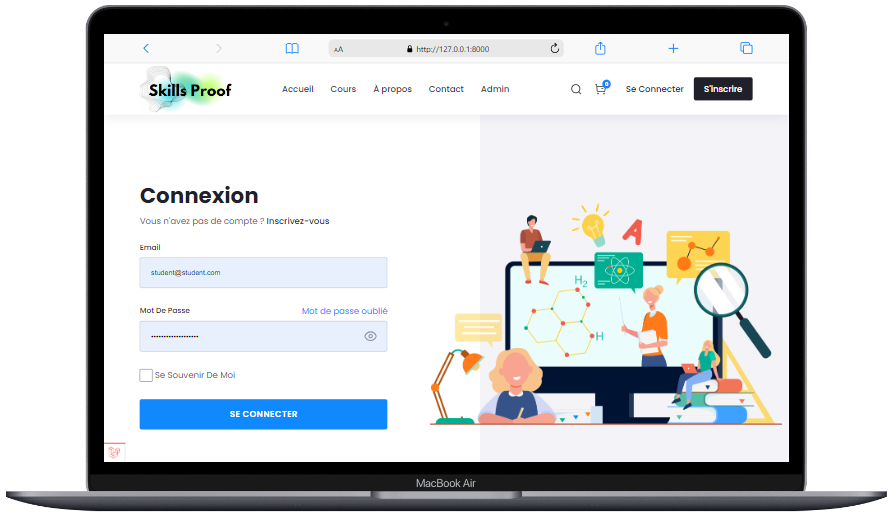 AA
http://127.0.0.1:8000
Skills Proof
Accueil
Cours
À propos
Contact
Admin
0
Se Connecter
S'inscrire
Connexion
Vous n'avez pas de compte ? Inscrivez-vous
Email
student@student.com
Mot De Passe
Mot de passe oublié
Se Souvenir De Moi
SE CONNECTER
A
H2
H
MacBook Air